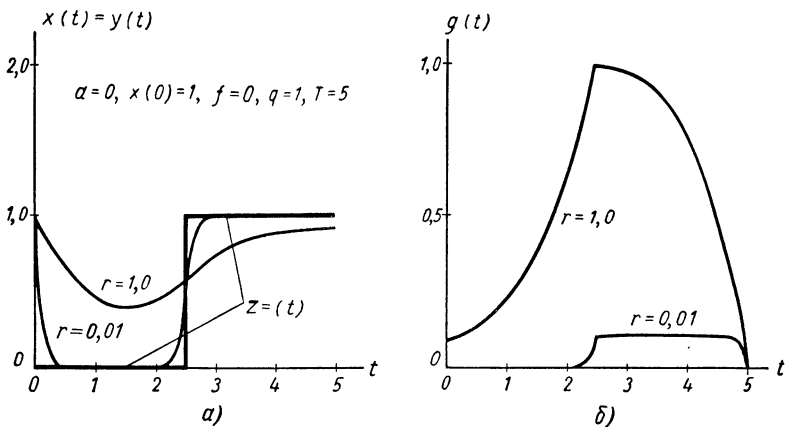 x(t)=y(t)
2,0
a=0, x(0)=1, f=0, q=1, T=5
1,0
r=1,0
r=0,01
z=(t)
0
0 1 2 3 4 5 t
а)
g(t)
1,0
0,5
r=1,0
r=0,01
0
0 1 2 3 4 5 t
б)